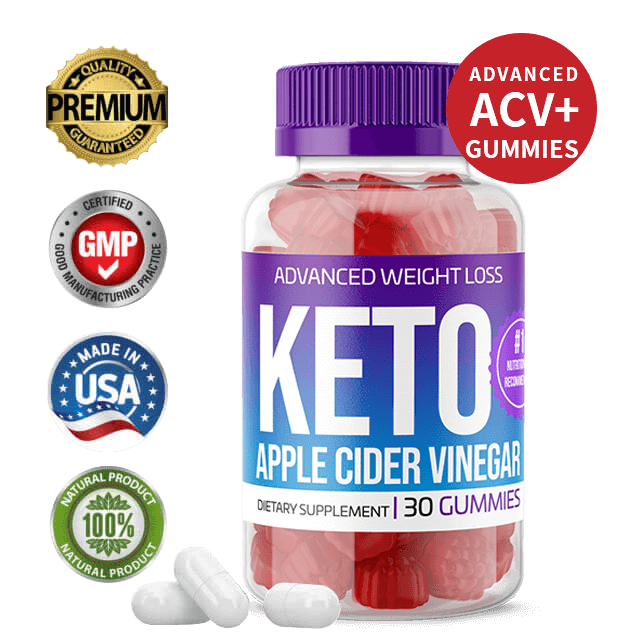 QUALITY
PREMIUM
GUARANTEED
CERTIFIED
GMP
GOOD MANUFACTURING PRACTICE
MADE IN
USA
NATURAL PRODUCT
100%
NATURAL PRODUCT
ADVANCED
ACV+
GUMMIES
ADVANCED WEIGHT LOSS
KETO
#1
APPLE CIDER VINEGAR
DIETARY SUPPLEMENT | 30 GUMMIES